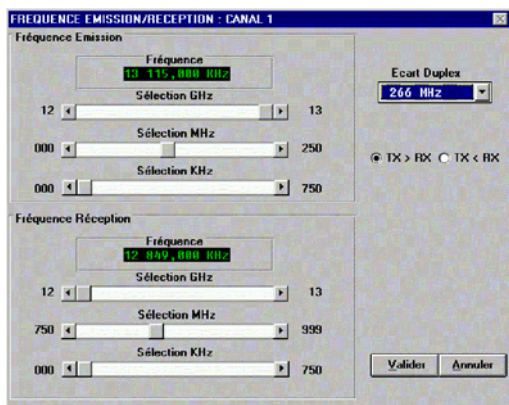 FREQUENCE EMISSION/RECEPTION : CANAL 1
Fréquence Emission
Fréquence
13 115,000 KHz
Sélection GHz
12 13
Sélection MHz
000 250
Sélection KHz
000 750
Ecart Duplex
266 MHz
TX > RX TX < RX
Fréquence Réception
Fréquence
12 849,000 KHz
Sélection GHz
12 13
Sélection MHz
750 999
Sélection KHz
000 750
Valider Annuler